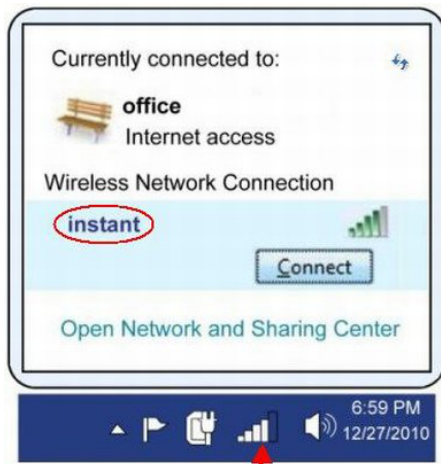 Currently connected to:
office
Internet access
Wireless Network Connection
instant
Connect
Open Network and Sharing Center
6:59 PM
12/27/2010